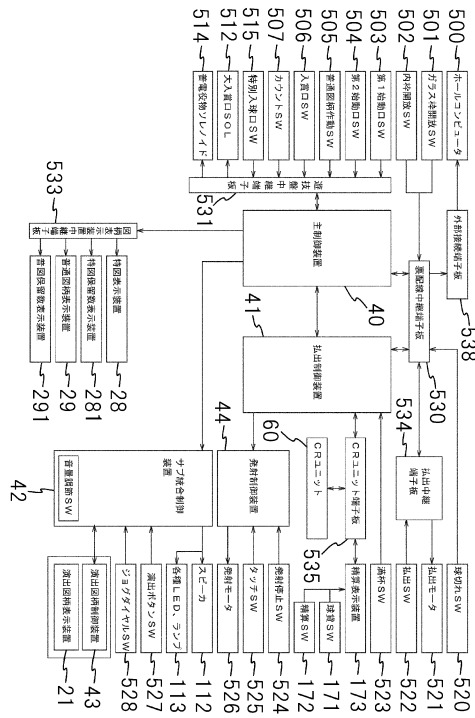 500 ホールコンピュータ
501 ガラス枠開放SW
502 内枠開放SW
503 第1始動口SW
504 第2始動口SW
505 普通図柄作動SW
506 入賞口SW
507 カウントSW
515 特別入球口SW
512 大入賞口SOL
514 普電役物ソレノイド
外部接続端子板 538
裏配線中継端子板 530
遊技盤中継端子板
531
主制御装置 40
払出制御装置
41
533 図柄表示装置中継端子板
特図表示装置 28
特図保留数表示装置 281
普通図柄表示装置 29
普図保留数表示装置 291
534 払出中継端子板
CRユニット端子板 535
60 CRユニット
44 発射制御装置
サブ統合制御装置
音量調節SW
42
球切れSW 520
払出モータ 521
払出SW 522
満杯SW 523
精算表示装置 173
球貸SW 171
精算SW 172
発射停止SW 524
タッチSW 525
発射モータ 526
スピーカ 112
各種LED、ランプ 113
演出ボタンSW 527
ジョグダイヤルSW 528
演出図柄制御装置 43
演出図柄表示装置 21